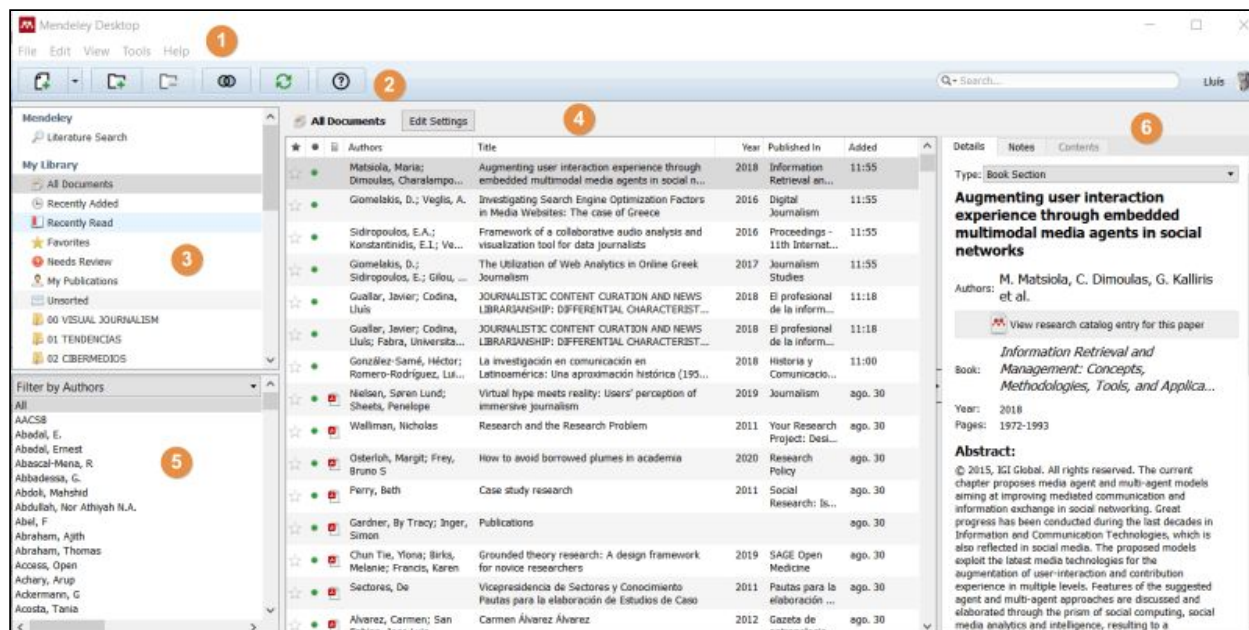 Mendeley Desktop
File Edit View Tools Help
1
2
Search...
Lluís
Mendeley
Literature Search
My Library
All Documents
Recently Added
Recently Read
Favorites
Needs Review
My Publications
Unsorted
00 VISUAL JOURNALISM
01 TENDENCIAS
02 CIBERMEDIOS
3
Filter by Authors
All
AACSB
Abadal, E.
Abadal, Ernest
Abascal-Mena, R
Abbadessa, G.
Abdoli, Mahshid
Abdullah, Nor Athiyah N.A.
Abel, F
Abraham, Ajith
Abraham, Thomas
Access, Open
Achary, Arup
Ackermann, G
Acosta, Tania
5
All Documents Edit Settings
4
Authors Title Year Published In Added
Matsiola, Maria; Augmenting user interaction experience through 2018 Information 11:55
Dimoulas, Charalampo... embedded multimodal media agents in social n... Retrieval an...
Giomelakis, D.; Veglis, A. Investigating Search Engine Optimization Factors 2016 Digital 11:55
in Media Websites: The case of Greece Journalism
Sidiropoulos, E.A.; Framework of a collaborative audio analysis and 2016 Proceedings - 11:55
Konstantinidis, E.I.; Ve... visualization tool for data journalists 11th Internat...
Giomelakis, D.; The Utilization of Web Analytics in Online Greek 2017 Journalism 11:55
Sidiropoulos, E.; Gilou, ... Journalism Studies
Guallar, Javier; Codina, JOURNALISTIC CONTENT CURATION AND NEWS 2018 El profesional 11:18
Lluís LIBRARIANSHIP: DIFFERENTIAL CHARACTERIST... de la inform...
Guallar, Javier; Codina, JOURNALISTIC CONTENT CURATION AND NEWS 2018 El profesional 11:18
Lluís; Fabra, Universita... LIBRARIANSHIP: DIFFERENTIAL CHARACTERIST... de la inform...
González-Samé, Héctor; La investigación en comunicación en 2018 Historia y 11:00
Romero-Rodríguez, Lui... Latinoamérica: Una aproximación histórica (195... Comunicacio...
Nielsen, Søren Lund; Virtual hype meets reality: Users' perception of 2019 Journalism ago. 30
Sheets, Penelope immersive journalism
Walliman, Nicholas Research and the Research Problem 2011 Your Research ago. 30
Project: Desi...
Osterloh, Margit; Frey, How to avoid borrowed plumes in academia 2020 Research ago. 30
Bruno S Policy
Perry, Beth Case study research 2011 Social ago. 30
Research: Is...
Gardner, By Tracy; Inger, Publications ago. 30
Simon
Chun Tie, Ylona; Birks, Grounded theory research: A design framework 2019 SAGE Open ago. 30
Melanie; Francis, Karen for novice researchers Medicine
Sectores, De Vicepresidencia de Sectores y Conocimiento 2011 Pautas para la ago. 30
Pautas para la elaboración de Estudios de Caso elaboración ...
Alvarez, Carmen; San Carmen Álvarez Álvarez 2012 Gazeta de ago. 30
6
Details Notes Contents
Type: Book Section
Augmenting user interaction
experience through embedded
multimodal media agents in social
networks
Authors: M. Matsiola, C. Dimoulas, G. Kalliris
et al.
View research catalog entry for this paper
Information Retrieval and
Book: Management: Concepts,
Methodologies, Tools, and Applica...
Year: 2018
Pages: 1972-1993
Abstract:
© 2015, IGI Global. All rights reserved. The current
chapter proposes media agent and multi-agent models
aiming at improving mediated communication and
information exchange in social networking. Great
progress has been conducted during the last decades in
Information and Communication Technologies, which is
also reflected in social media. The proposed models
exploit the latest media technologies for the
augmentation of user-interaction and contribution
experience in multiple levels. Features of the suggested
agent and multi-agent approaches are discussed and
elaborated through the prism of social computing, social
media analytics and intelligence, resulting to a